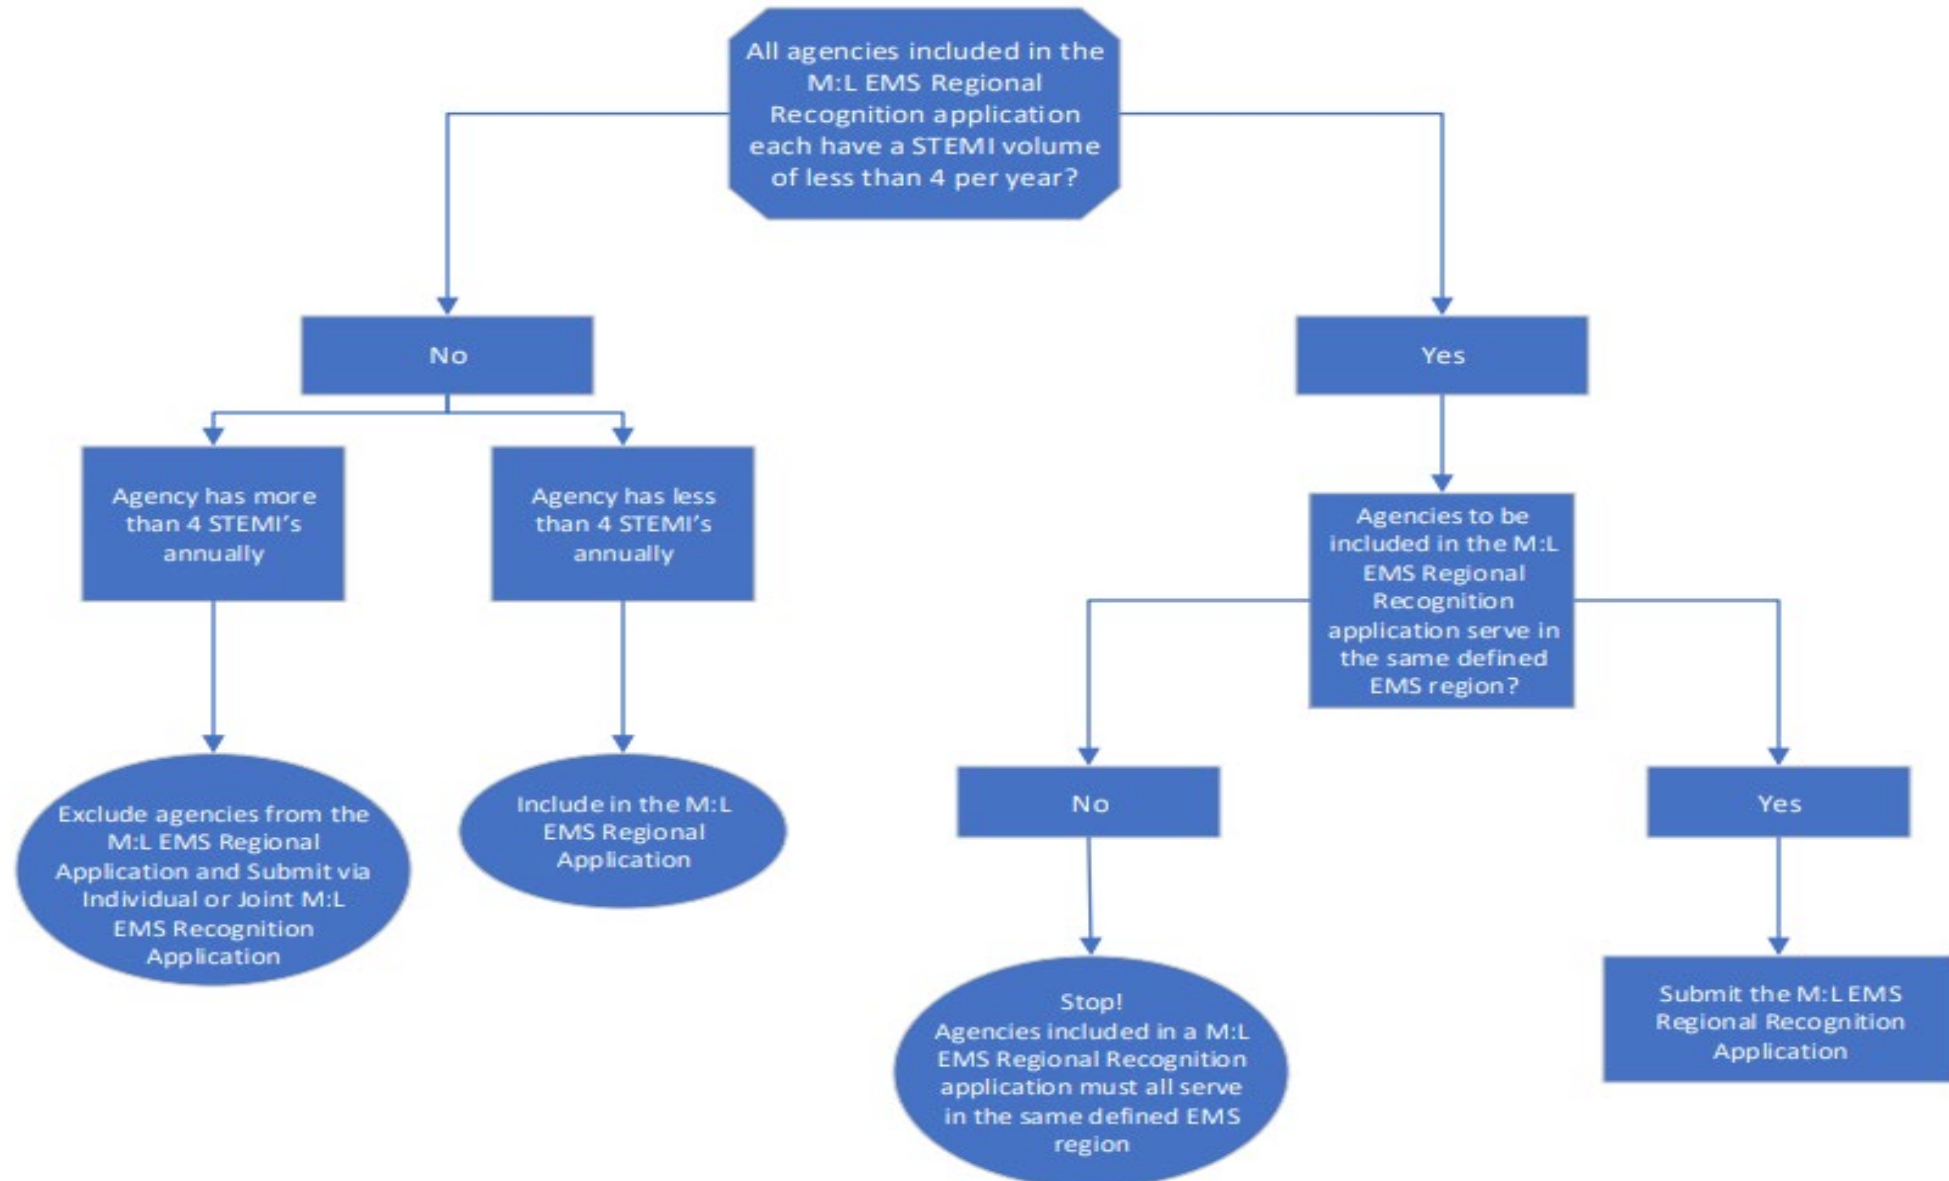 All agencies included in the
M:L EMS Regional
Recognition application
each have a STEMI volume
of less than 4 per year?
No
Yes
Agency has more
than 4 STEMI’s
annually
Agency has less
than 4 STEMI’s
annually
Agencies to be
included in the M:L
EMS Regional
Recognition
application serve in
the same defined
EMS region?
Exclude agencies from the
M:L EMS Regional
Application and Submit via
Individual or Joint M:L
EMS Recognition
Application
Include in the M:L
EMS Regional
Application
No
Yes
Stop!
Agencies included in a M:L
EMS Regional Recognition
application must all serve
in the same defined EMS
region
Submit the M:L EMS
Regional Recognition
Application